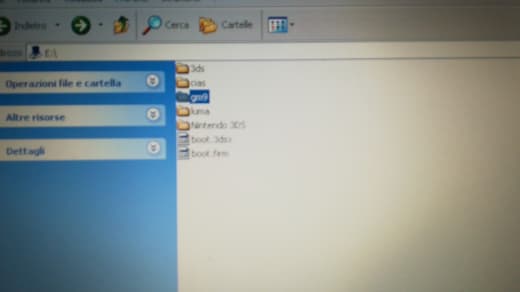 Indietro Cerca Cartelle
E:\
Operazioni file e cartella
Altre risorse
Dettagli
3ds
cias
gm9
luma
Nintendo 3DS
boot.3dsx
boot.firm